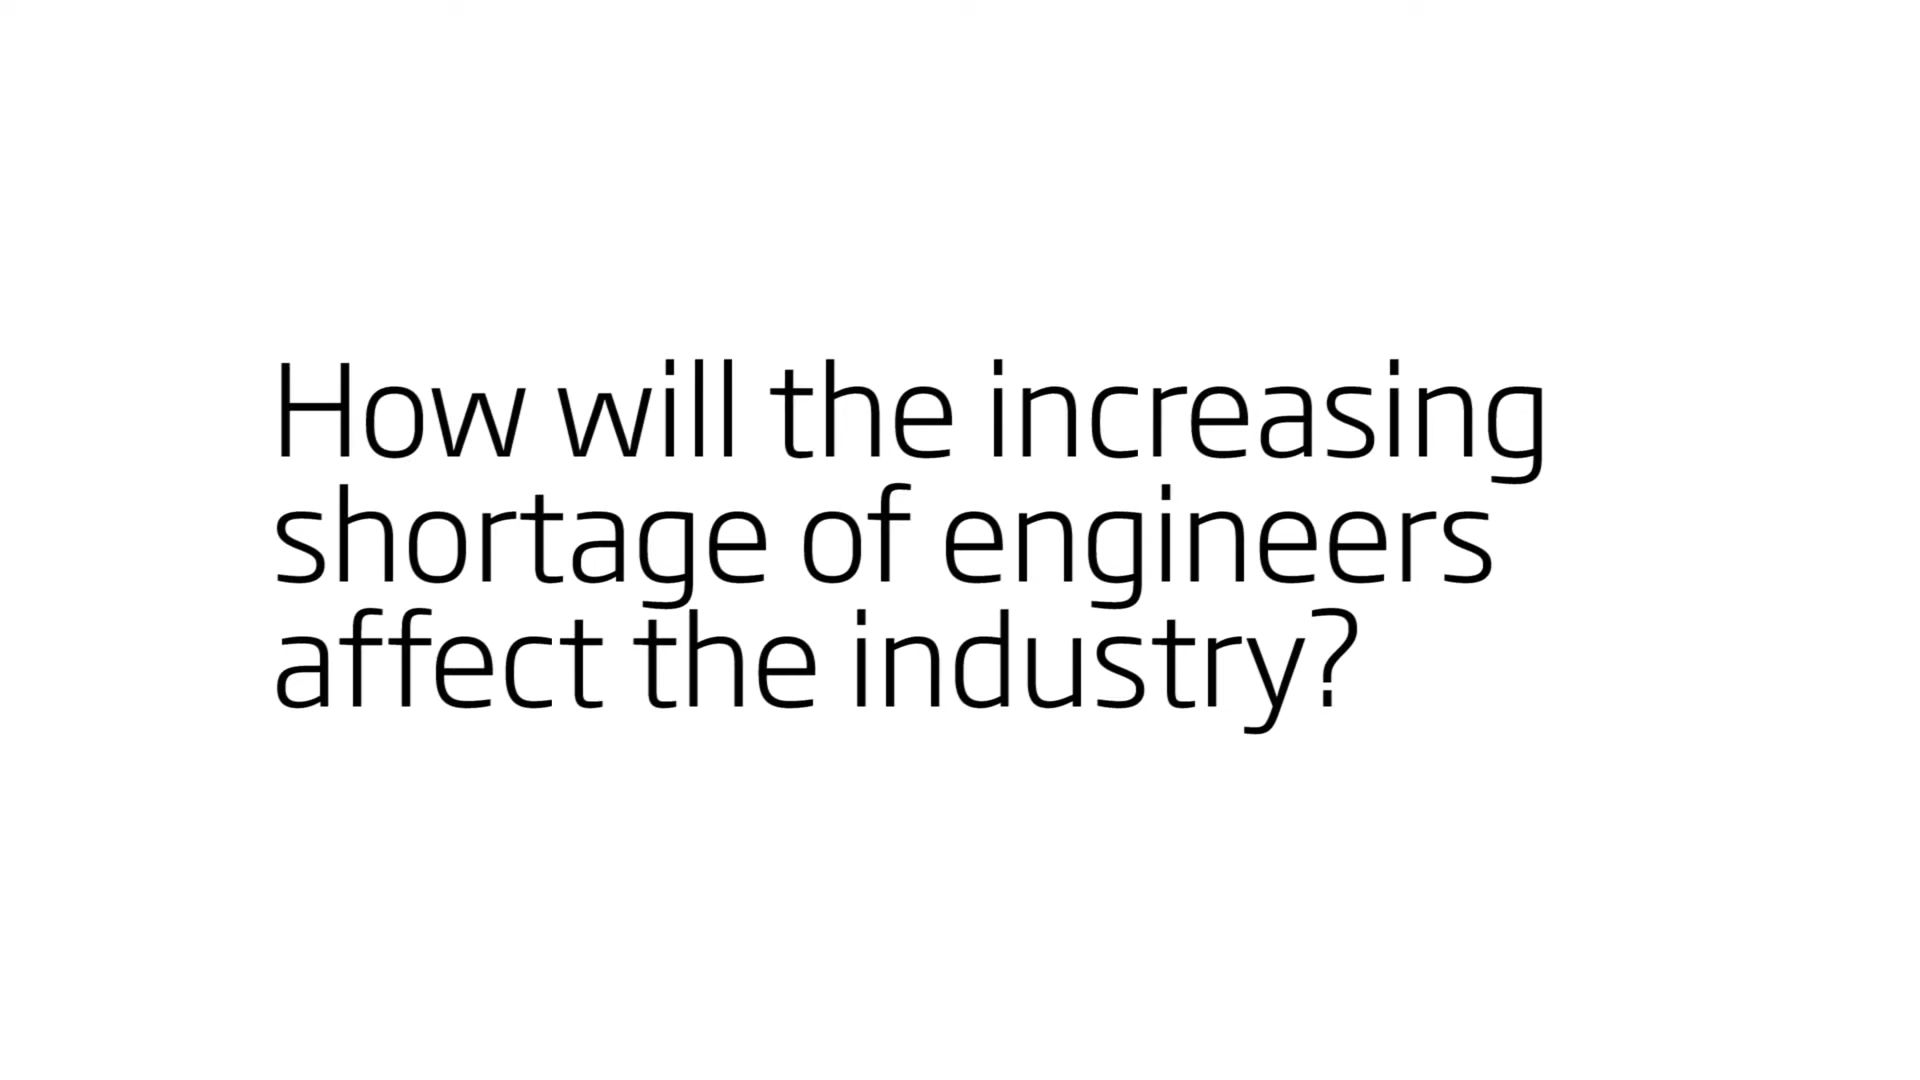 How will the increasing
shortage of engineers
affect the industry?